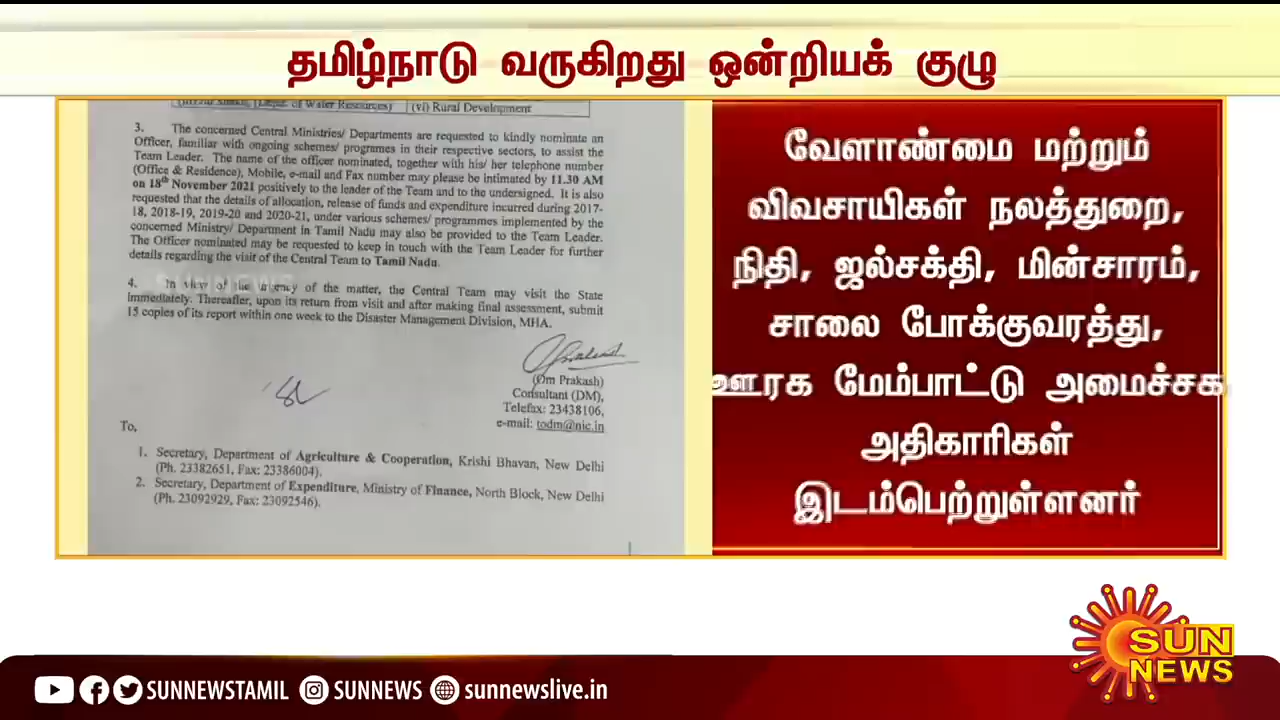 தமிழ்நாடு வருகிறது ஒன்றியக் குழு
(vi) Rural Development
3. The concerned Central Ministries/ Departments are requested to kindly nominate an
Officer, familiar with ongoing schemes/ programes in their respective sectors, to assist the
Team Leader. The name of the officer nominated, together with his/ her telephone number
(Office & Residence), Mobile, e-mail and Fax number may please be intimated by 11.30 AM
on 18th November 2021 positively to the leader of the Team and to the undersigned. It is also
requested that the details of allocation, release of funds and expenditure incurred during 2017-
18, 2018-19, 2019-20 and 2020-21, under various schemes/ programmes implemented by the
concerned Ministry/ Department in Tamil Nadu may also be provided to the Team Leader.
The Officer nominated may be requested to keep in touch with the Team Leader for further
details regarding the visit of the Central Team to Tamil Nadu.
SUNNEWS
4. In view of the urgency of the matter, the Central Team may visit the State
immediately. Thereafter, upon its return from visit and after making final assessment, submit
15 copies of its report within one week to the Disaster Management Division, MHA.
(Om Prakash)
Consultant (DM),
Telefax: 23438106,
e-mail: todm@nic.in
To,
1. Secretary, Department of Agriculture & Cooperation, Krishi Bhavan, New Delhi
(Ph. 23382651, Fax: 23386004).
2. Secretary, Department of Expenditure, Ministry of Finance, North Block, New Delhi
(Ph. 23092929, Fax: 23092546).
வேளாண்மை மற்றும்
விவசாயிகள் நலத்துறை,
நிதி, ஜல்சக்தி, மின்சாரம்,
சாலை போக்குவரத்து,
ஊரக மேம்பாட்டு அமைச்சக
அதிகாரிகள்
இடம்பெற்றுள்ளனர்
SUN
NEWS
SUNNEWSTAMIL SUNNEWS sunnewslive.in